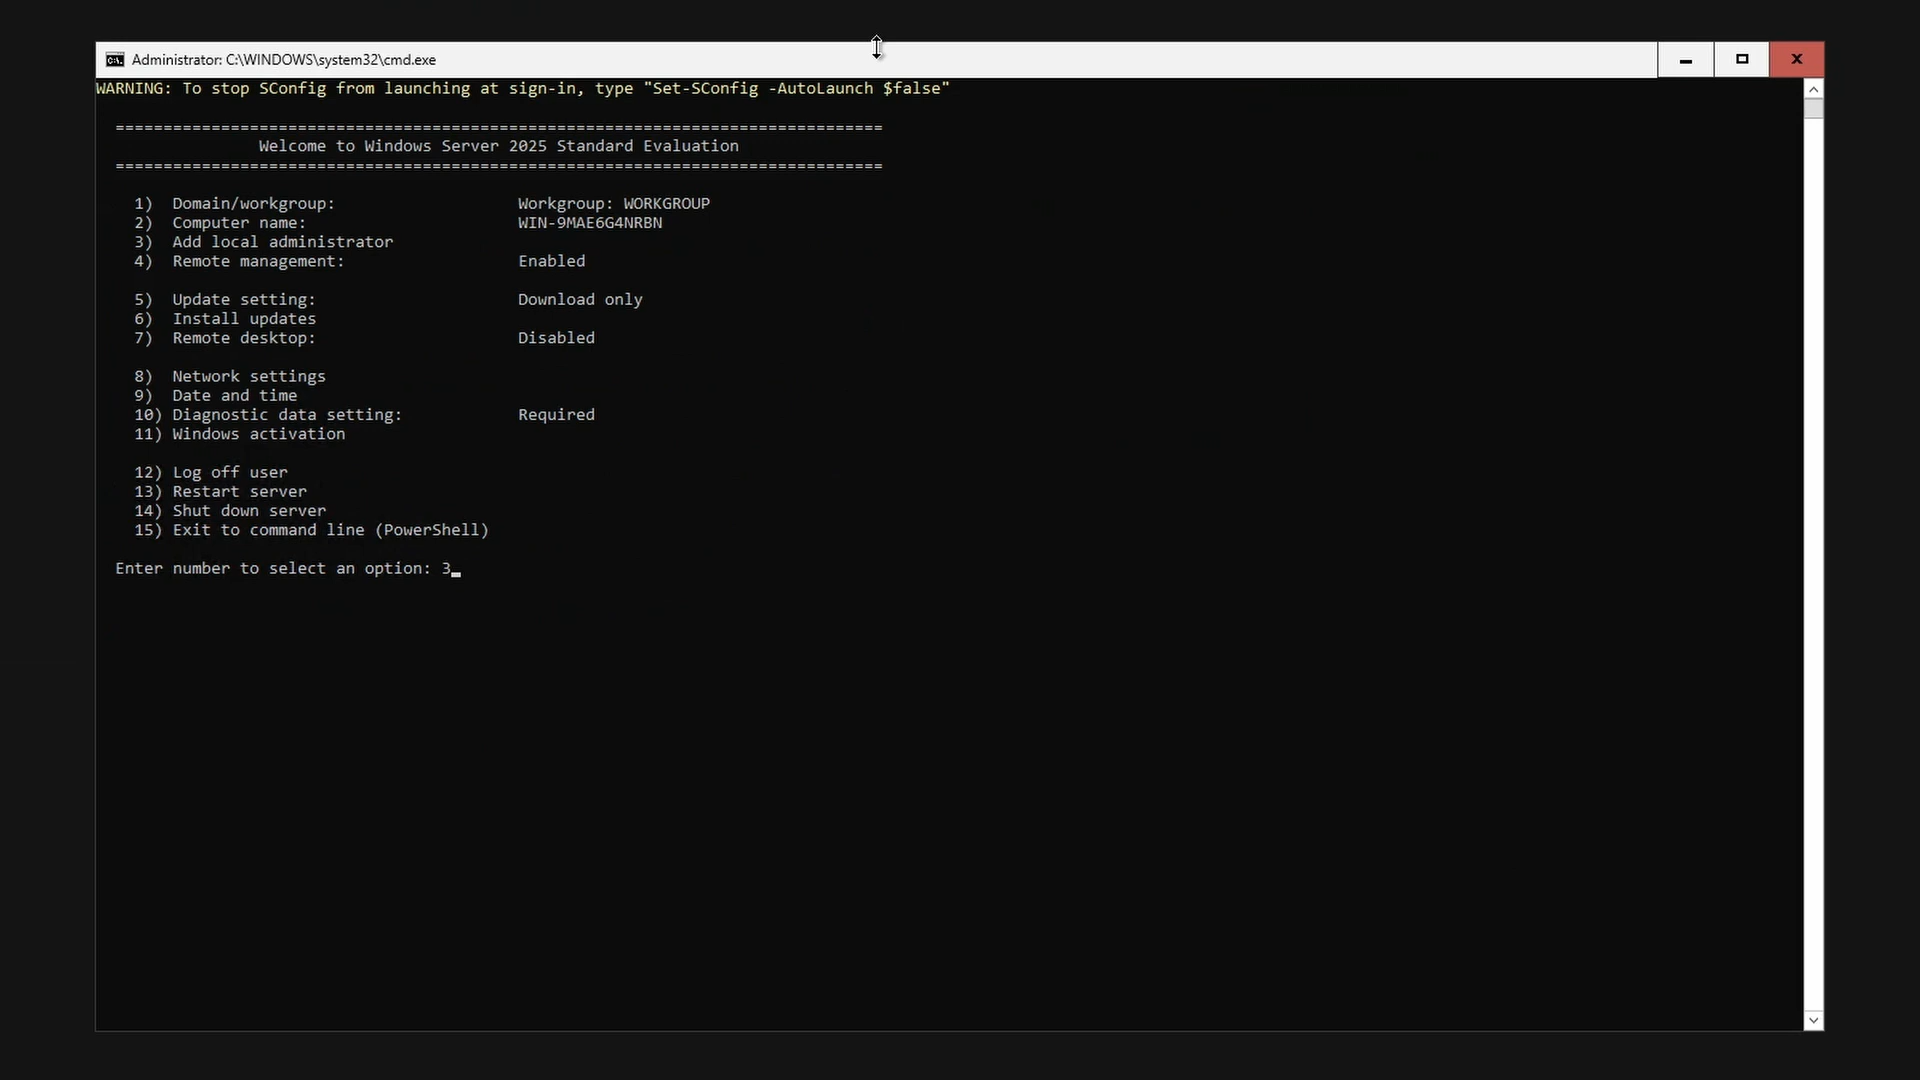 Administrator: C:\WINDOWS\system32\cmd.exe
WARNING: To stop SConfig from launching at sign-in, type "Set-SConfig -AutoLaunch $false"
================================================================================
Welcome to Windows Server 2025 Standard Evaluation
================================================================================
1) Domain/workgroup: Workgroup: WORKGROUP
2) Computer name: WIN-9MAE6G4NRBN
3) Add local administrator
4) Remote management: Enabled
5) Update setting: Download only
6) Install updates
7) Remote desktop: Disabled
8) Network settings
9) Date and time
10) Diagnostic data setting: Required
11) Windows activation
12) Log off user
13) Restart server
14) Shut down server
15) Exit to command line (PowerShell)
Enter number to select an option: 3